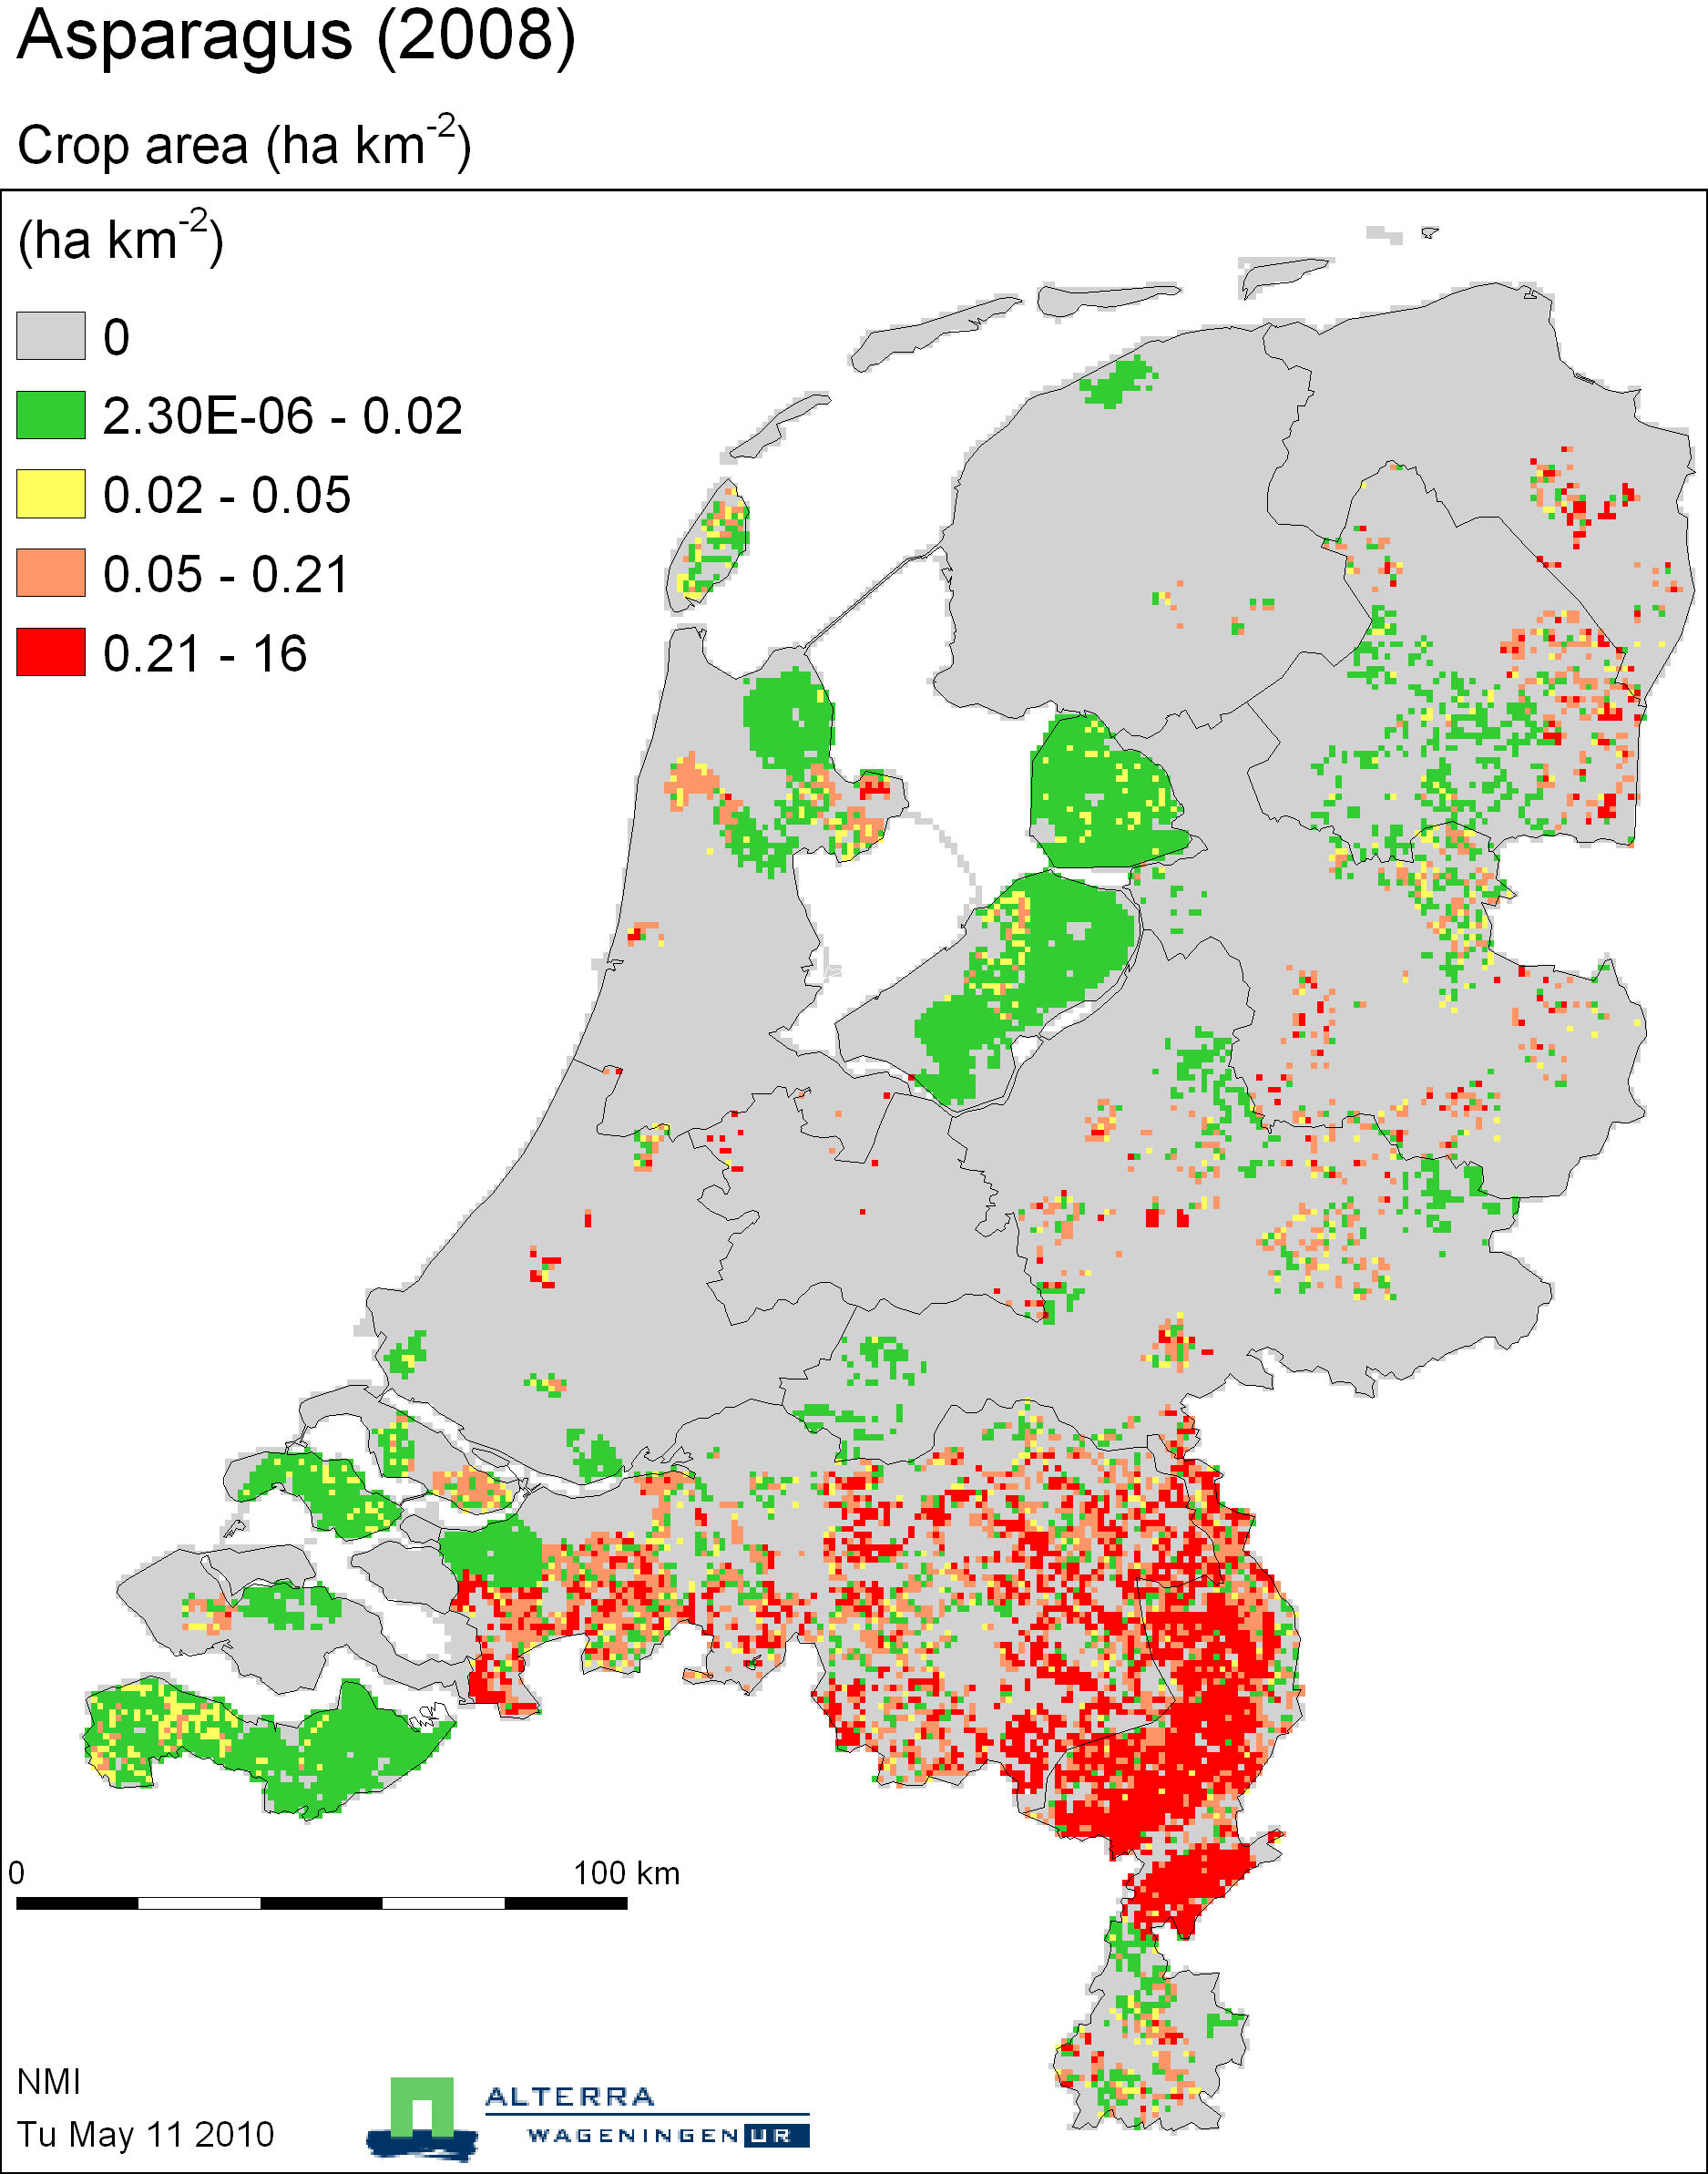 Asparagus (2008)
Crop area (ha km-2)
(ha km-2)
0
2.30E-06 - 0.02
0.02 - 0.05
0.05 - 0.21
0.21 - 16
0 100 km
NMI
Tu May 11 2010
ALTERRA
WAGENINGEN UR